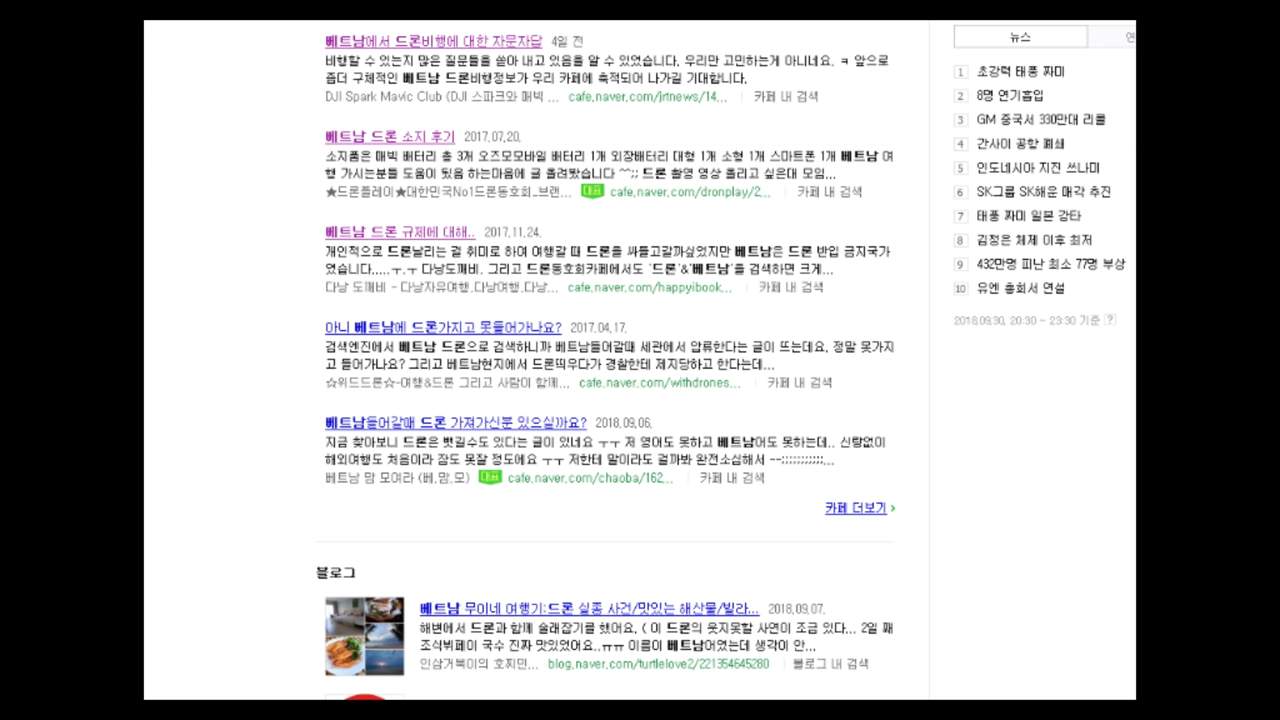 베트남에서 드론비행에 대한 자문자답 4일 전
비행할 수 있는지 많은 질문들을 쏟아 내고 있음을 알 수 있었습니다. 우리만 고민하는게 아니네요. ㅋ 앞으로
좀더 구체적인 베트남 드론비행정보가 우리 카페에 축적되어 나가길 기대합니다.
DJI Spark Mavic Club (DJI 스파크와 매빅 ... cafe.naver.com/jrtnews/14... 카페 내 검색
베트남 드론 소지 후기 2017.07.20.
소지품은 매빅 배터리 총 3개 오즈모모바일 배터리 1개 외장배터리 대형 1개 소형 1개 스마트폰 1개 베트남 여
행 가시는분들 도움이 됐음 하는마음에 글 올려봤습니다 ^^;; 드론 촬영 영상 올리고 싶은대 모임...
★드론플레이★대한민국No1드론동호회_브랜... 대표 cafe.naver.com/dronplay/2... 카페 내 검색
베트남 드론 규제에 대해.. 2017.11.24.
개인적으로 드론날리는 걸 취미로 하여 여행갈 때 드론을 싸들고갈까싶었지만 베트남은 드론 반입 금지국가
였습니다.....ㅜ.ㅜ 다낭도깨비, 그리고 드론동호회카페에서도 '드론'&'베트남'을 검색하면 크게...
다낭 도깨비 - 다낭자유여행,다낭여행,다낭... cafe.naver.com/happyibook... 카페 내 검색
아니 베트남에 드론가지고 못들어가나요? 2017.04.17.
검색엔진에서 베트남 드론으로 검색하니까 베트남들어갈때 세관에서 압류한다는 글이 뜨는데요. 정말 못가지
고 들어가나요? 그리고 베트남현지에서 드론띄우다가 경찰한테 제지당하고 한다는데...
☆위드드론☆-여행&드론 그리고 사람이 함께... cafe.naver.com/withdrones... 카페 내 검색
베트남들어갈때 드론 가져가신분 있으실까요? 2018.09.06.
지금 찾아보니 드론은 뺏길수도 있다는 글이 있네요 ㅜㅜ 저 영어도 못하고 베트남어도 못하는데.. 신랑없이
해외여행도 처음이라 잠도 못잘 정도에요 ㅜㅜ 저한테 말이라도 걸까봐 완전소심해서 --;;;;;;;;;;...
베트남 맘 모여라 (베.맘.모) 대표 cafe.naver.com/chaoba/162... 카페 내 검색
카페 더보기 >
블로그
베트남 무이네 여행기:드론 실종 사건/맛있는 해산물/빌라... 2018.09.07.
해변에서 드론과 함께 술래잡기를 했어요. ( 이 드론의 웃지못할 사연이 조금 있다... 2일 째
조식뷔페이 국수 진짜 맛있었어요..ㅠㅠ 이름이 베트남어였는데 생각이 안...
인삼거북이의 호찌민... blog.naver.com/turtlelove2/221354645280 블로그 내 검색
뉴스
1 초강력 태풍 짜미
2 8명 연기흡입
3 GM 중국서 330만대 리콜
4 간사이 공항 폐쇄
5 인도네시아 지진 쓰나미
6 SK그룹 SK해운 매각 추진
7 태풍 짜미 일본 강타
8 김정은 체제 이후 최저
9 432만명 피난 최소 77명 부상
10 유엔 총회서 연설
2018.09.30. 20:30 ~ 23:30 기준 ?